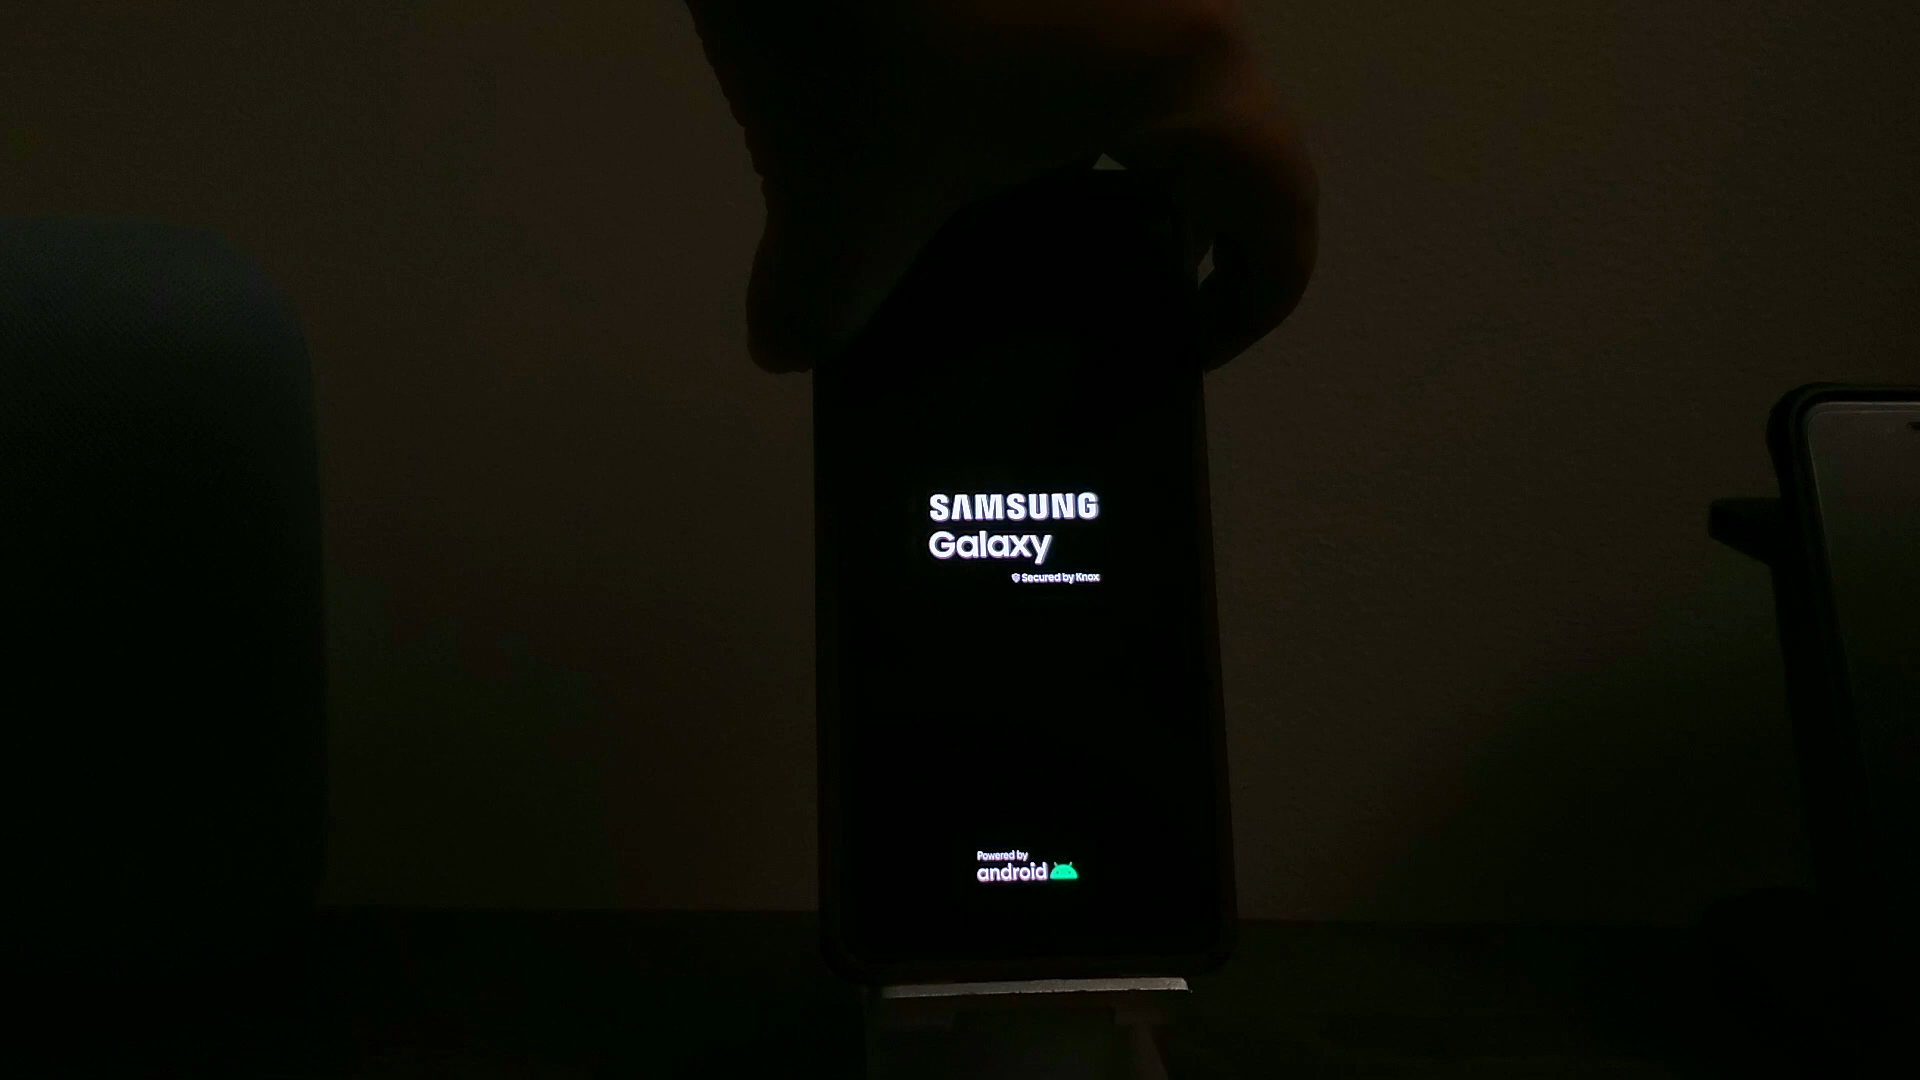 SAMSUNG
Galaxy
Secured by Knox
Powered by
android